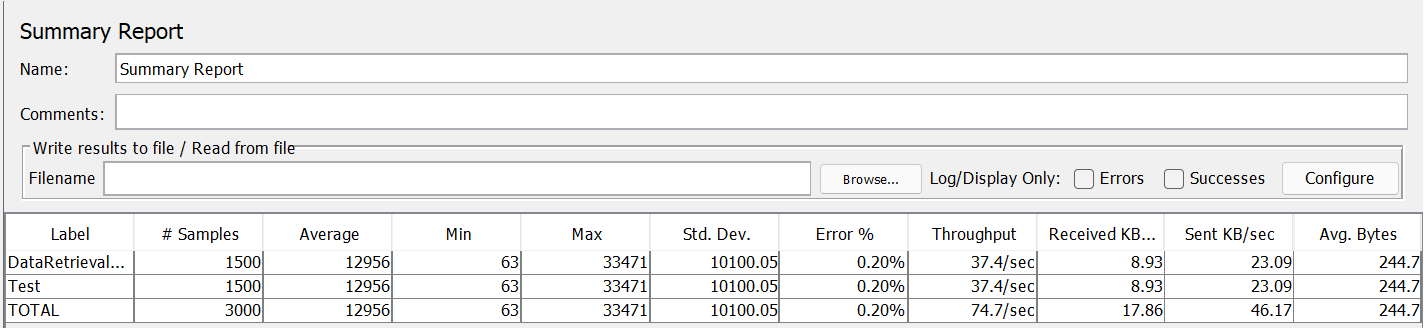 Summary Report
Name: Summary Report
Comments:
Write results to file / Read from file
Filename Browse... Log/Display Only: Errors Successes Configure
Label # Samples Average Min Max Std. Dev. Error % Throughput Received KB... Sent KB/sec Avg. Bytes
DataRetrieval... 1500 12956 63 33471 10100.05 0.20% 37.4/sec 8.93 23.09 244.7
Test 1500 12956 63 33471 10100.05 0.20% 37.4/sec 8.93 23.09 244.7
TOTAL 3000 12956 63 33471 10100.05 0.20% 74.7/sec 17.86 46.17 244.7